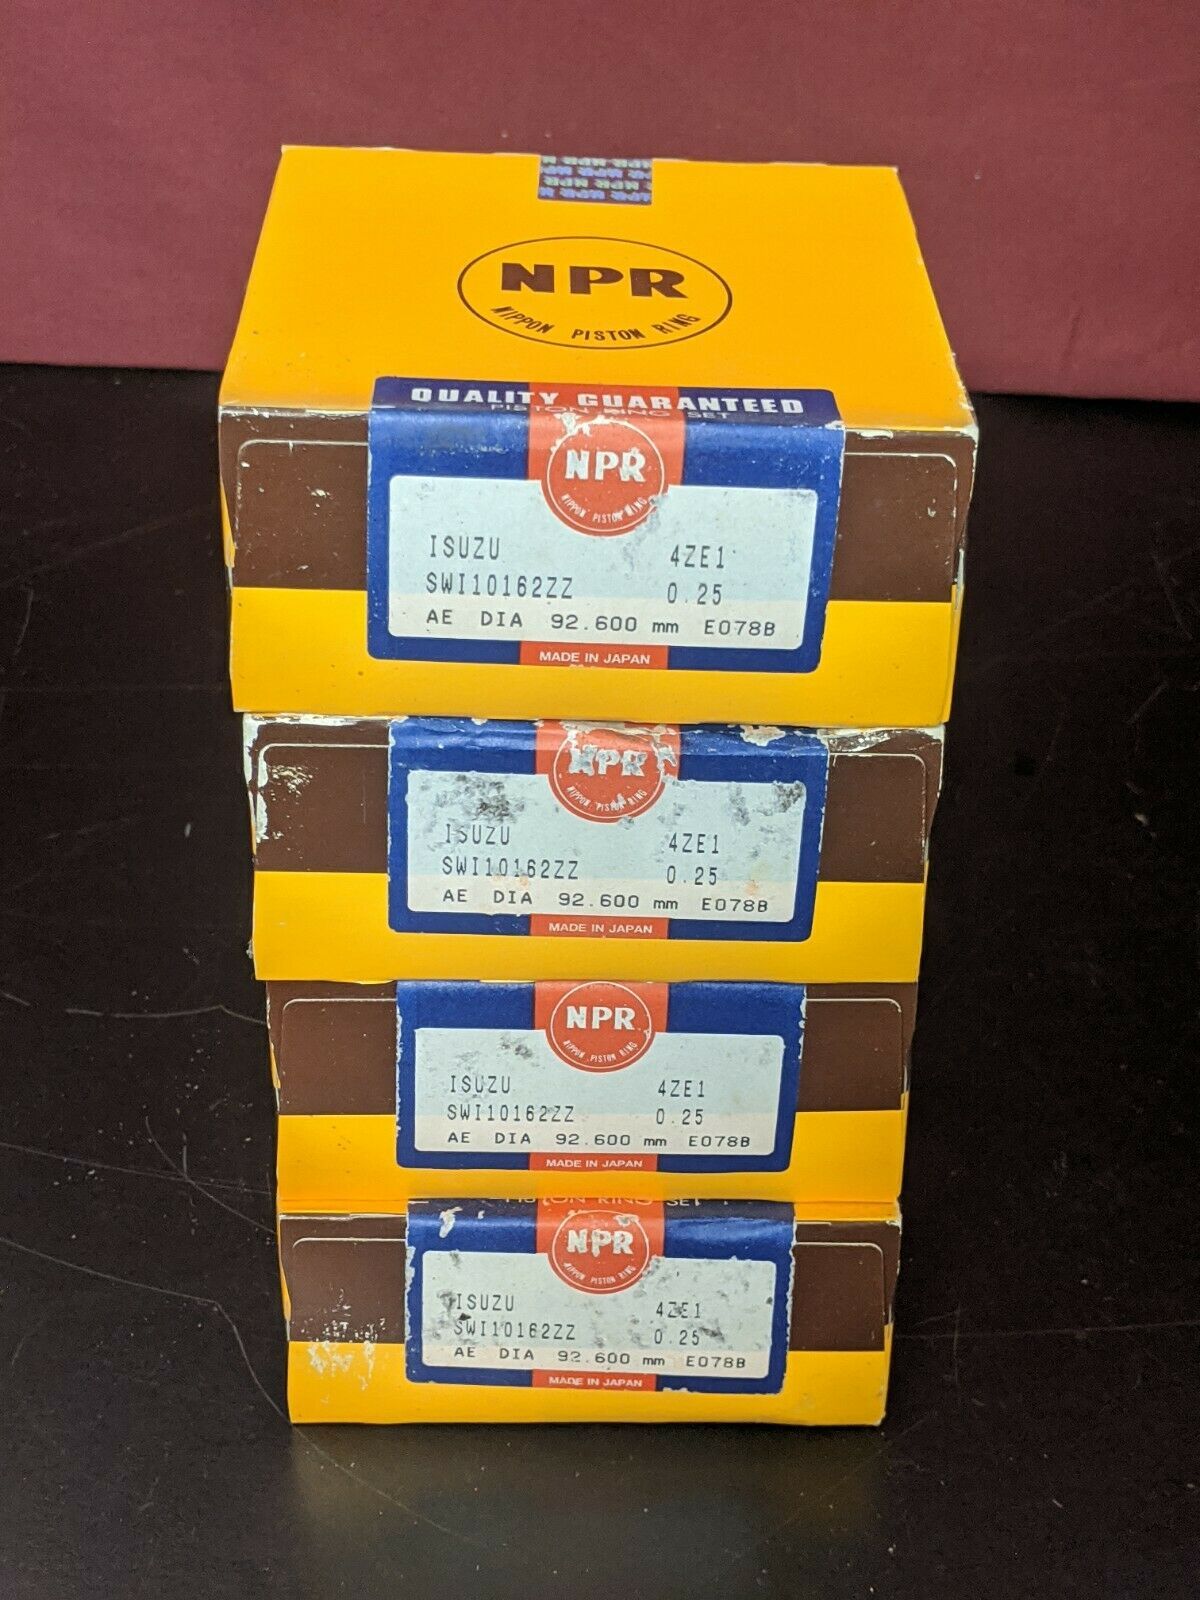 NPR
NIPPON PISTON RING
QUALITY GUARANTEED
PISTON RING SET
NPR
NIPPON PISTON RING
ISUZU 4ZE1
SWI10162ZZ 0.25
AE DIA 92.600 mm E078B
MADE IN JAPAN
NPR
NIPPON PISTON RING
ISUZU 4ZE1
SWI10162ZZ 0.25
AE DIA 92.600 mm E078B
MADE IN JAPAN
NPR
NIPPON PISTON RING
ISUZU 4ZE1
SWI10162ZZ 0.25
AE DIA 92.600 mm E078B
MADE IN JAPAN
PISTON RING SET
NPR
NIPPON PISTON RING
ISUZU 4ZE1
SWI10162ZZ 0.25
AE DIA 92.600 mm E078B
MADE IN JAPAN